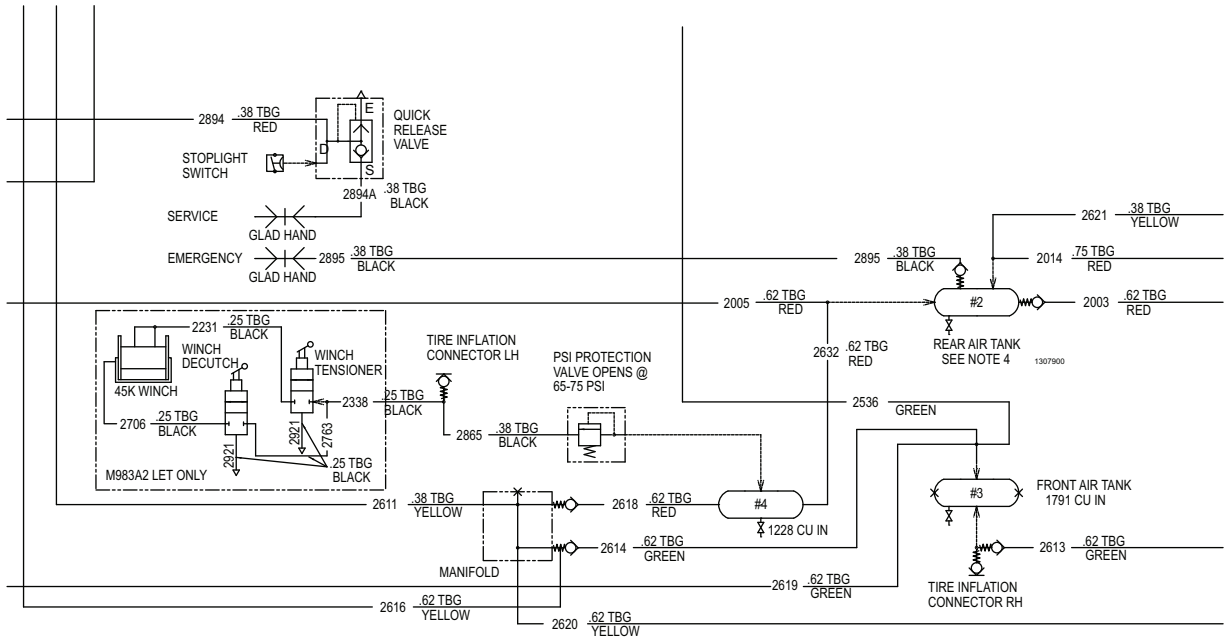 2894
.38 TBG
RED
E
D
S
QUICK
RELEASE
VALVE
STOPLIGHT
SWITCH
2894A
.38 TBG
BLACK
SERVICE
GLAD HAND
EMERGENCY
GLAD HAND
2895
.38 TBG
BLACK
2895
.38 TBG
BLACK
2621
.38 TBG
YELLOW
2014
.75 TBG
RED
2005
.62 TBG
RED
#2
2003
.62 TBG
RED
REAR AIR TANK
SEE NOTE 4
1307900
2632
.62 TBG
RED
2231
.25 TBG
BLACK
WINCH
DECUTCH
WINCH
TENSIONER
45K WINCH
2706
.25 TBG
BLACK
2921
2921
2763
.25 TBG
BLACK
M983A2 LET ONLY
2338
.25 TBG
BLACK
TIRE INFLATION
CONNECTOR LH
PSI PROTECTION
VALVE OPENS @
65-75 PSI
2865
.38 TBG
BLACK
2536
GREEN
2611
.38 TBG
YELLOW
2618
.62 TBG
RED
#4
1228 CU IN
#3
FRONT AIR TANK
1791 CU IN
2614
.62 TBG
GREEN
2613
.62 TBG
GREEN
MANIFOLD
2619
.62 TBG
GREEN
TIRE INFLATION
CONNECTOR RH
2616
.62 TBG
YELLOW
2620
.62 TBG
YELLOW